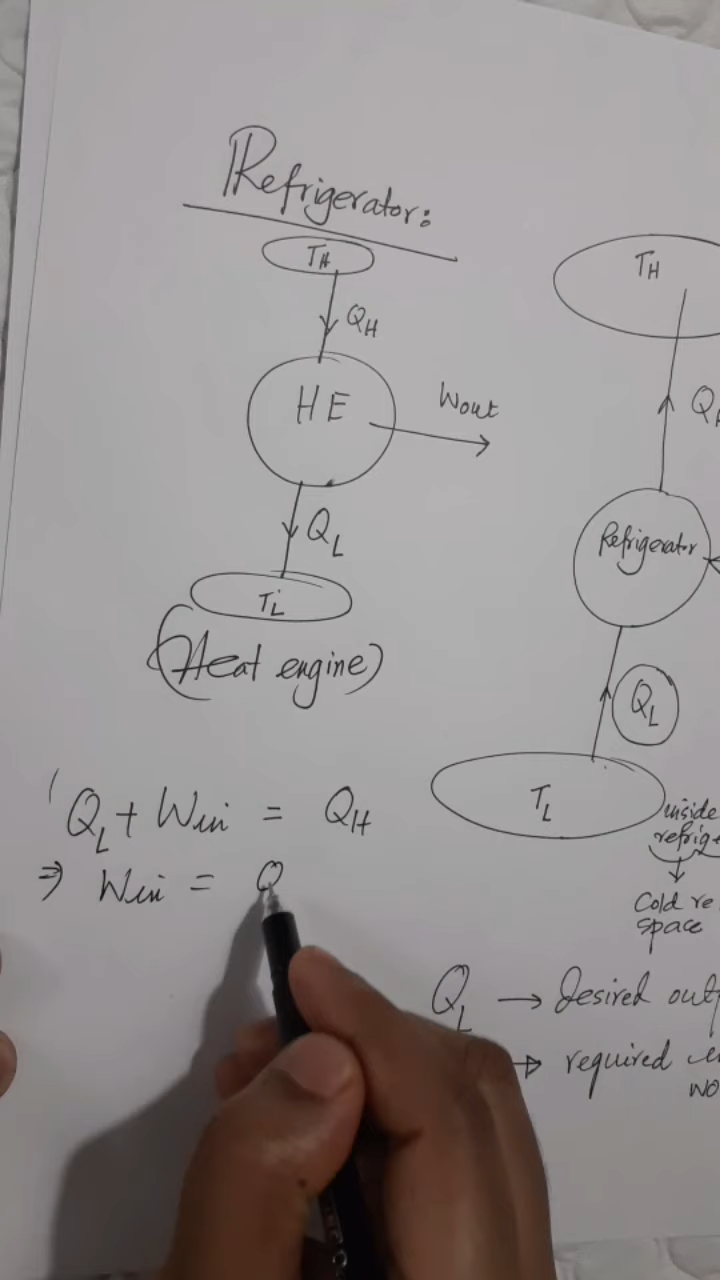 Refrigerator:
TH
QH
HE
Wout
QL
TL
(Heat engine)
TH
Refrigerator
QL
TL
inside
Cold
space
QL + Win = QH
⇒ Win = Q
QL → desired
→ required